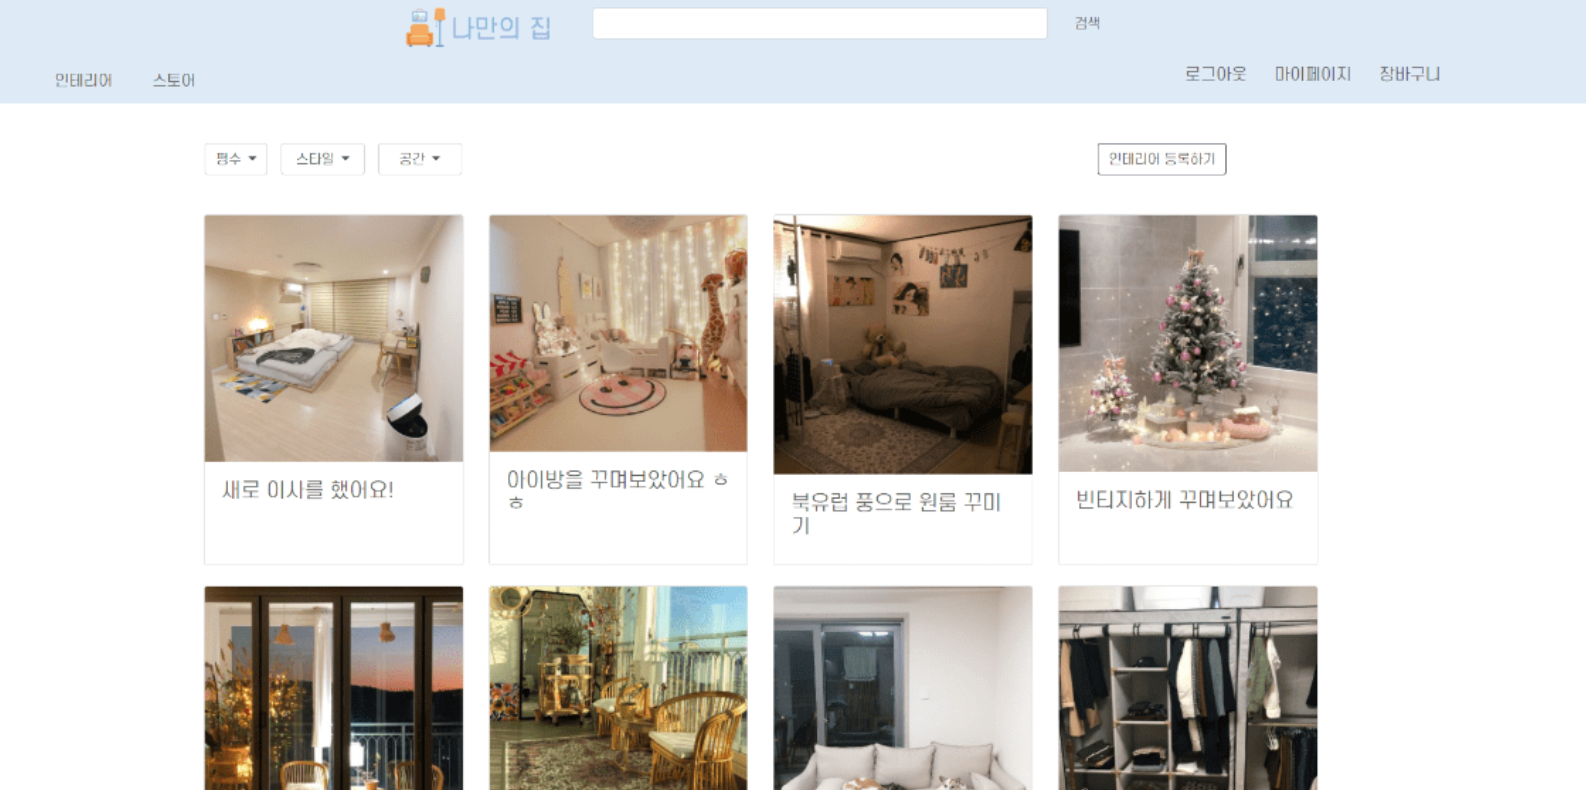 나만의 집
검색
인테리어 스토어
로그아웃 마이페이지 장바구니
평수 스타일 공간
인테리어 등록하기
새로 이사를 했어요!
아이방을 꾸며보았어요 ㅎ
ㅎ
북유럽 풍으로 원룸 꾸미
기
빈티지하게 꾸며보았어요